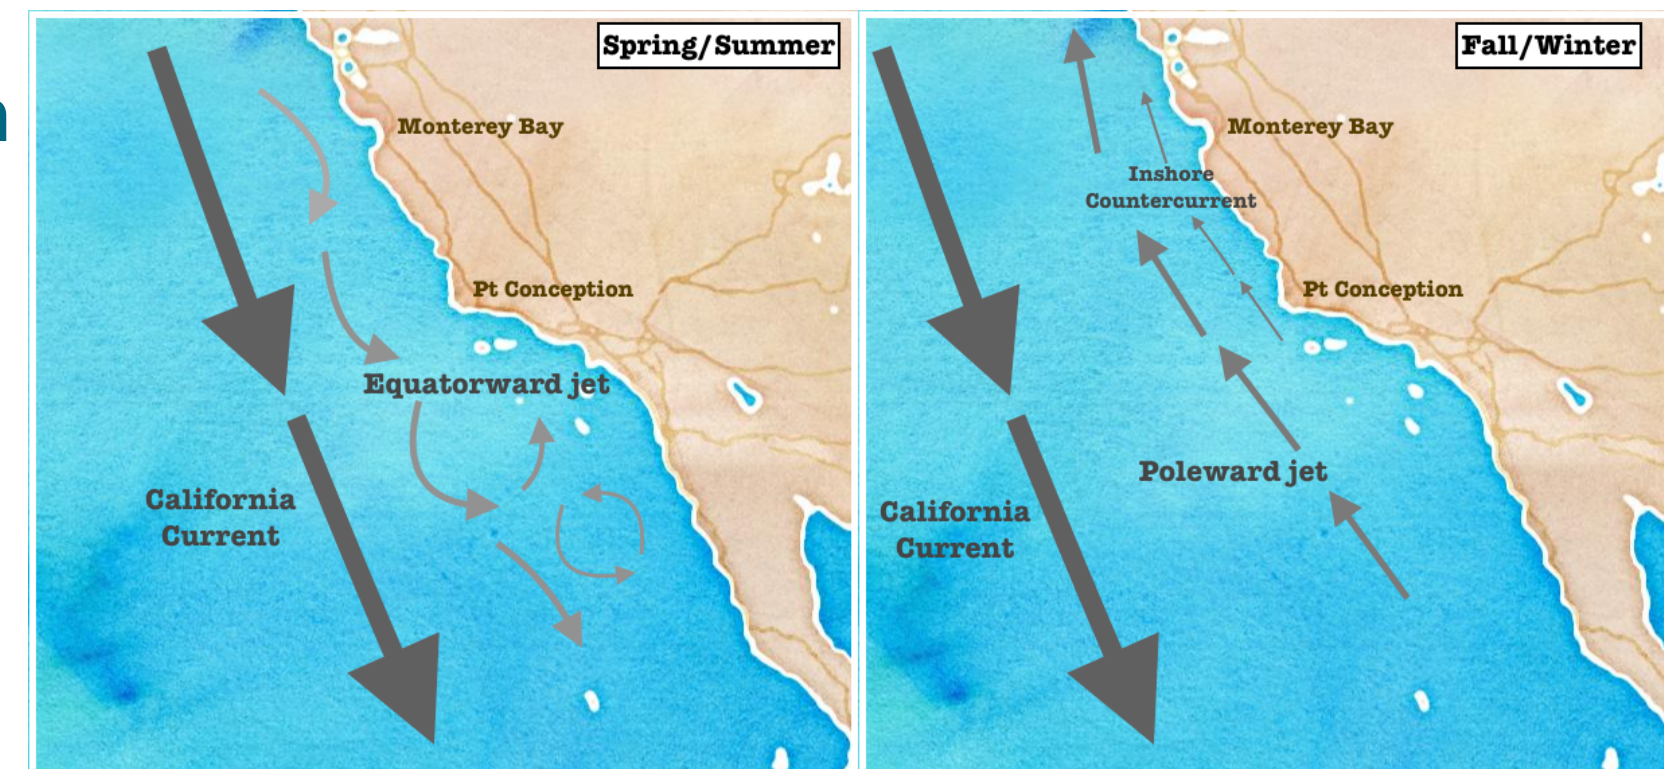 Spring/Summer
Monterey Bay
Pt Conception
Equatorward jet
California
Current
Fall/Winter
Monterey Bay
Inshore
Countercurrent
Pt Conception
Poleward jet
California
Current